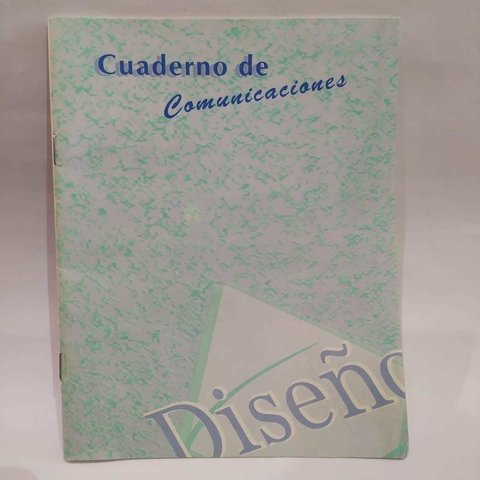 Cuaderno de
Comunicaciones
Diseño